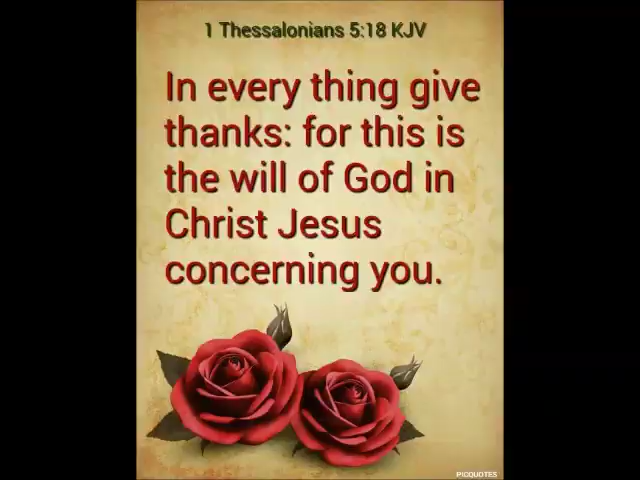 1 Thessalonians 5:18 KJV
In every thing give
thanks: for this is
the will of God in
Christ Jesus
concerning you.
PICQUOTES